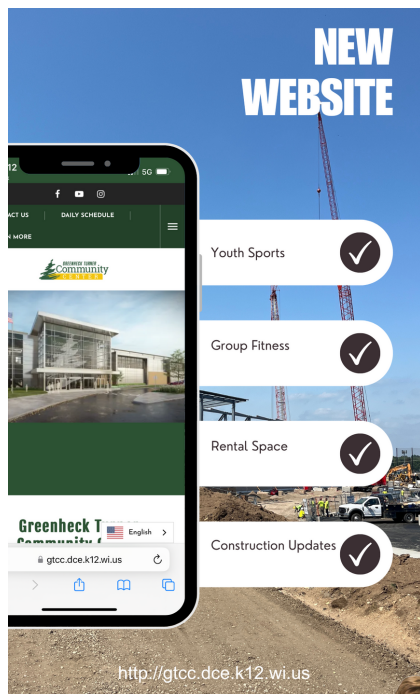 NEW
WEBSITE
12
5G
ACT US
DAILY SCHEDULE
N MORE
GREENHECK TURNER
Community
CENTER
Youth Sports
Group Fitness
Rental Space
Construction Updates
Greenheck T
English
Community
gtcc.dce.k12.wi.us
http://gtcc.dce.k12.wi.us